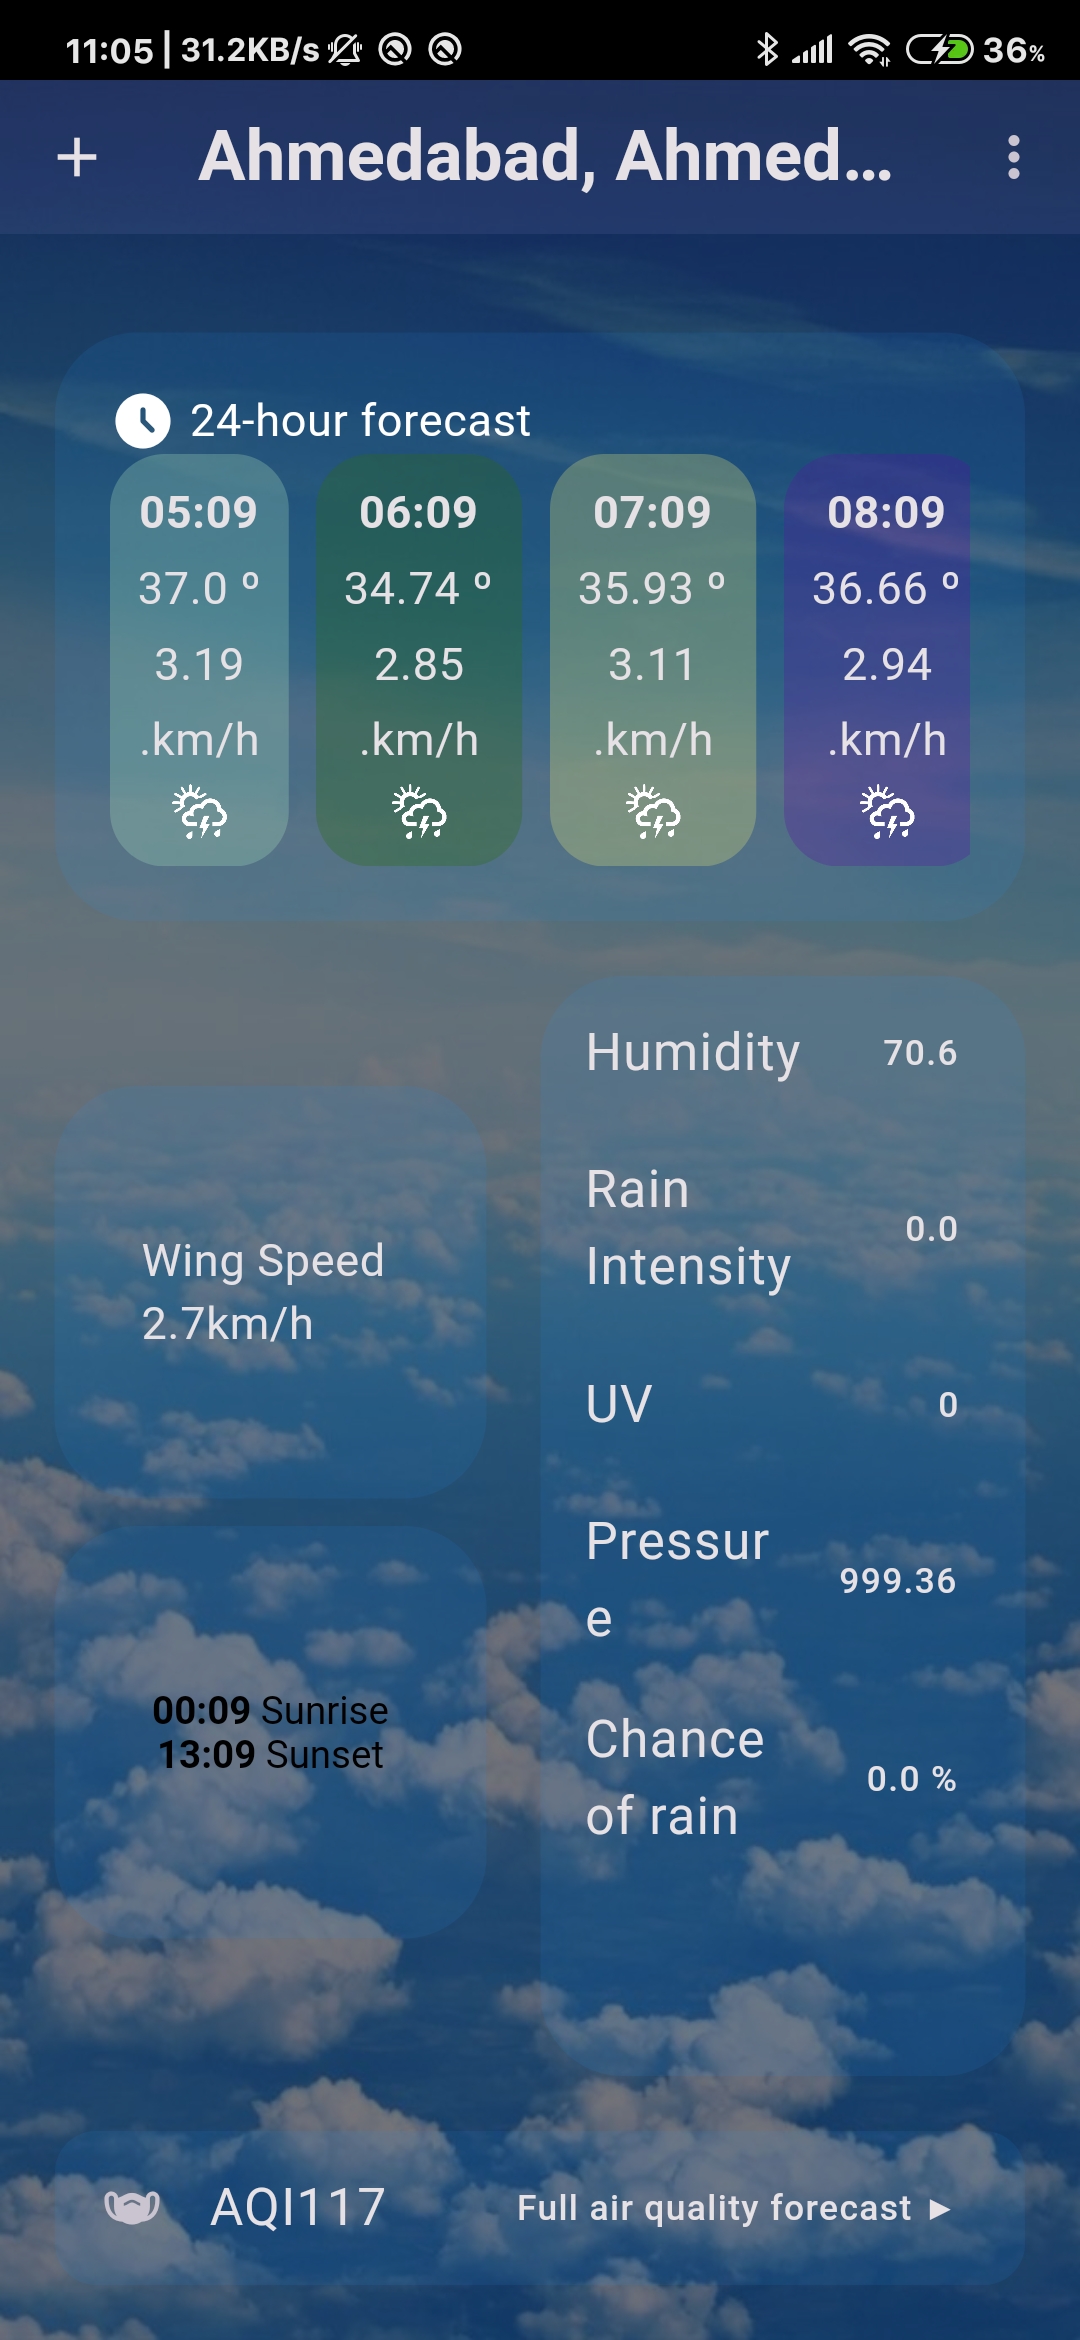 11:05 | 31.2KB/s
36%
+ Ahmedabad, Ahmed...
24-hour forecast
05:09 06:09 07:09 08:09
37.0 º 34.74 º 35.93 º 36.66 º
3.19 2.85 3.11 2.94
.km/h .km/h .km/h .km/h
Wing Speed
2.7km/h
00:09 Sunrise
13:09 Sunset
Humidity 70.6
Rain
Intensity 0.0
UV 0
Pressur
e 999.36
Chance
of rain 0.0 %
AQI117 Full air quality forecast ▶